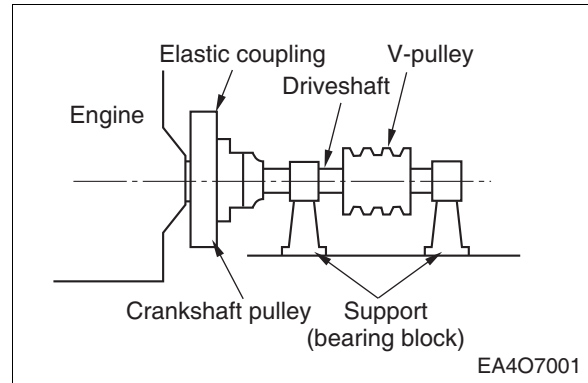 Elastic coupling
V-pulley
Driveshaft
Engine
Crankshaft pulley
Support
(bearing block)
EA4O7001